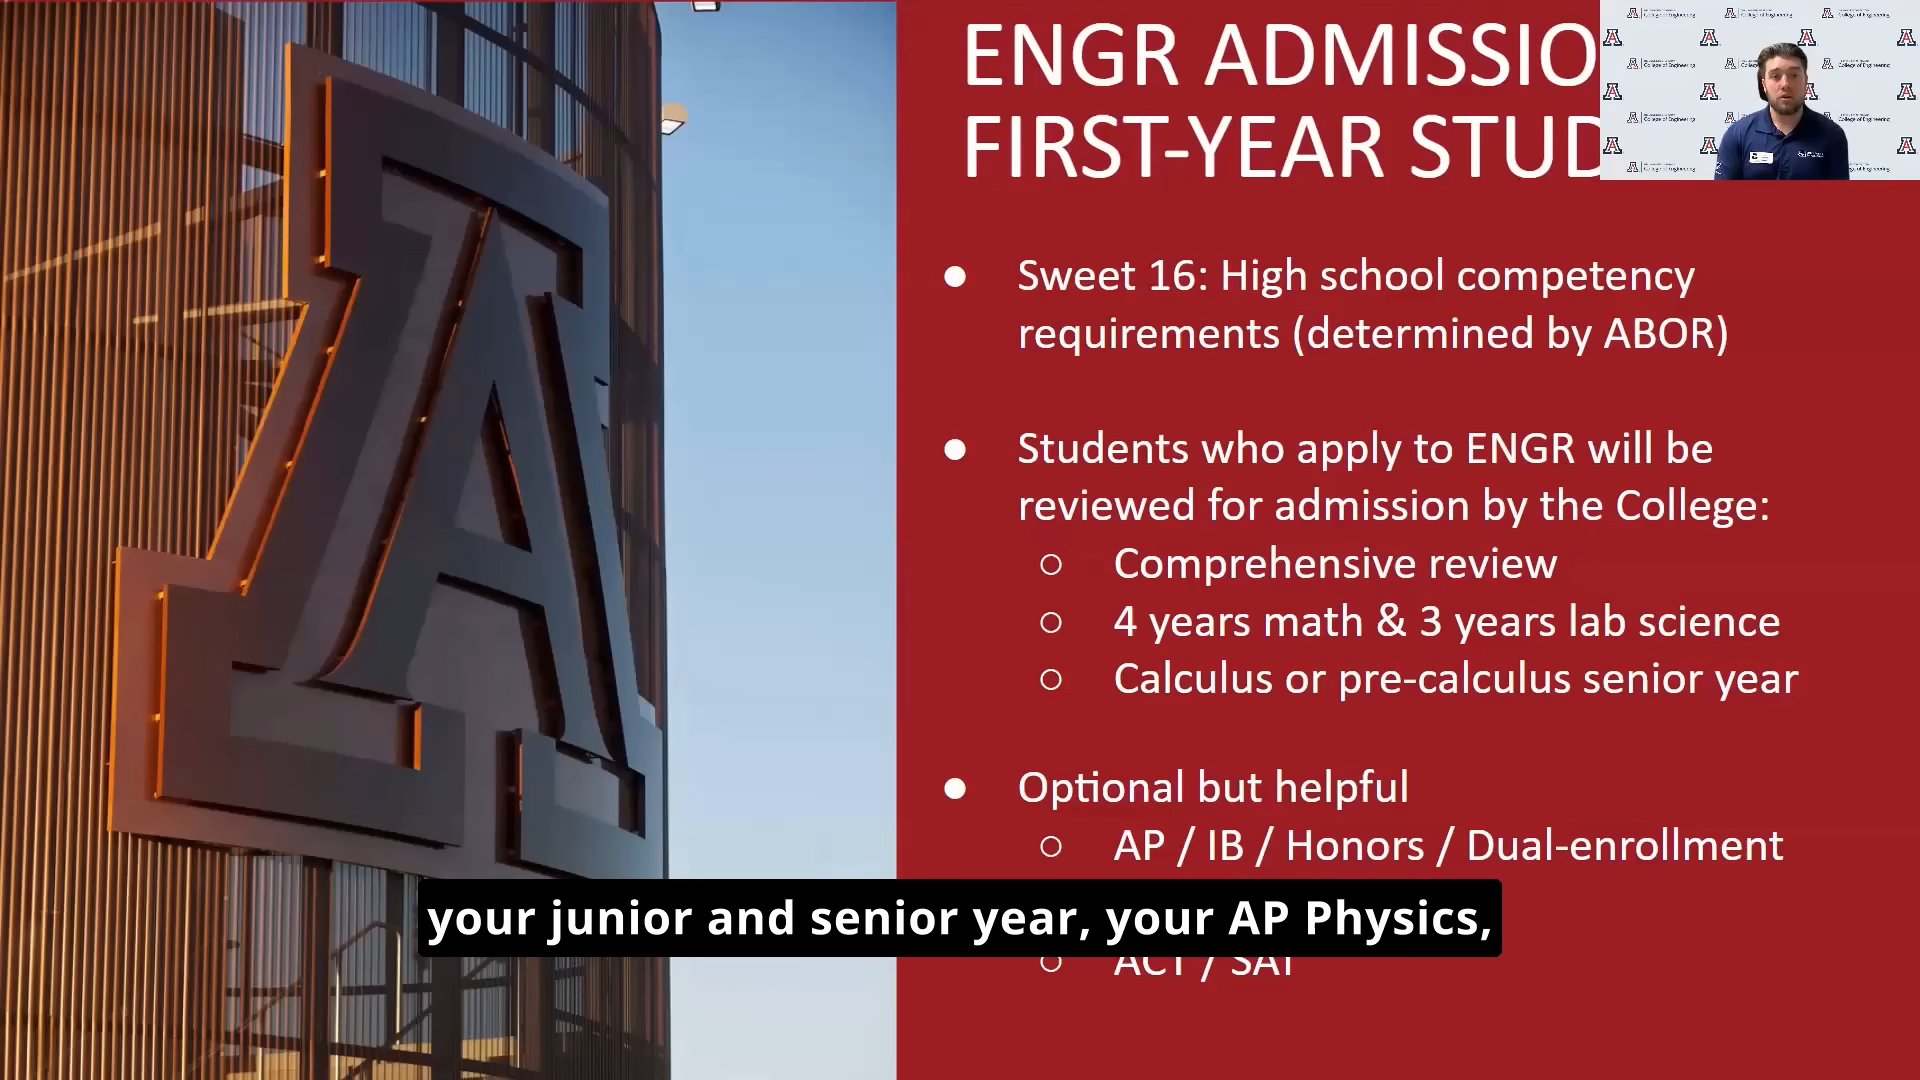 ENGR ADMISSIO
FIRST-YEAR STUD
Sweet 16: High school competency
requirements (determined by ABOR)
Students who apply to ENGR will be
reviewed for admission by the College:
Comprehensive review
4 years math & 3 years lab science
Calculus or pre-calculus senior year
Optional but helpful
AP / IB / Honors / Dual-enrollment
your junior and senior year, your AP Physics,
ACT / SAT
A
College of Engineering